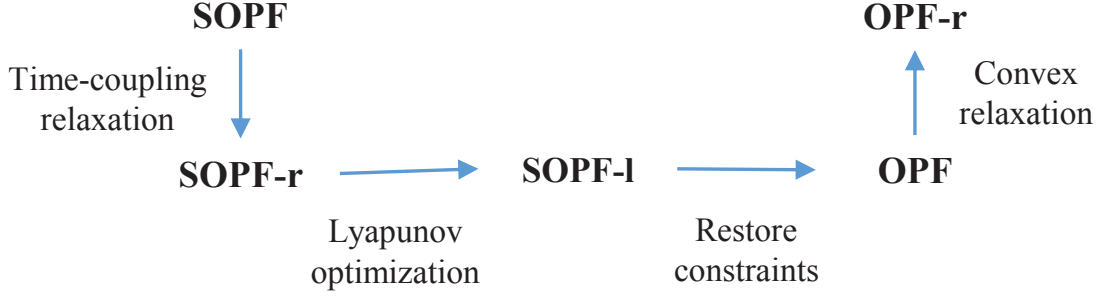 SOPF
OPF-r
Time-coupling
relaxation
Convex
relaxation
SOPF-r
SOPF-l
OPF
Lyapunov
optimization
Restore
constraints